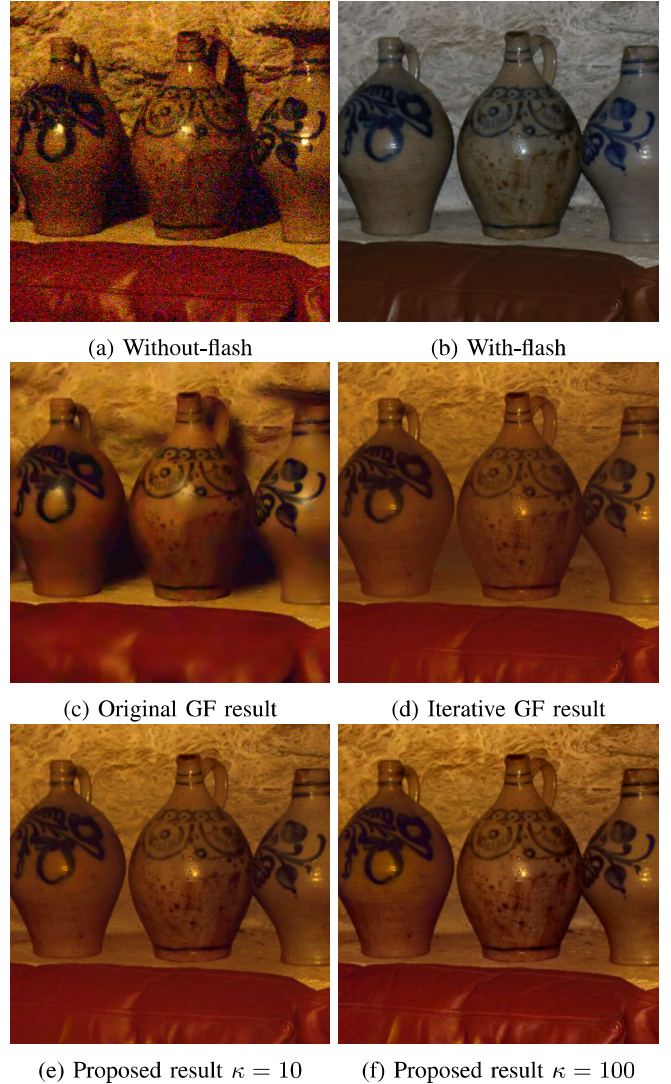 (a) Without-flash
(b) With-flash
(c) Original GF result
(d) Iterative GF result
(e) Proposed result κ = 10
(f) Proposed result κ = 100